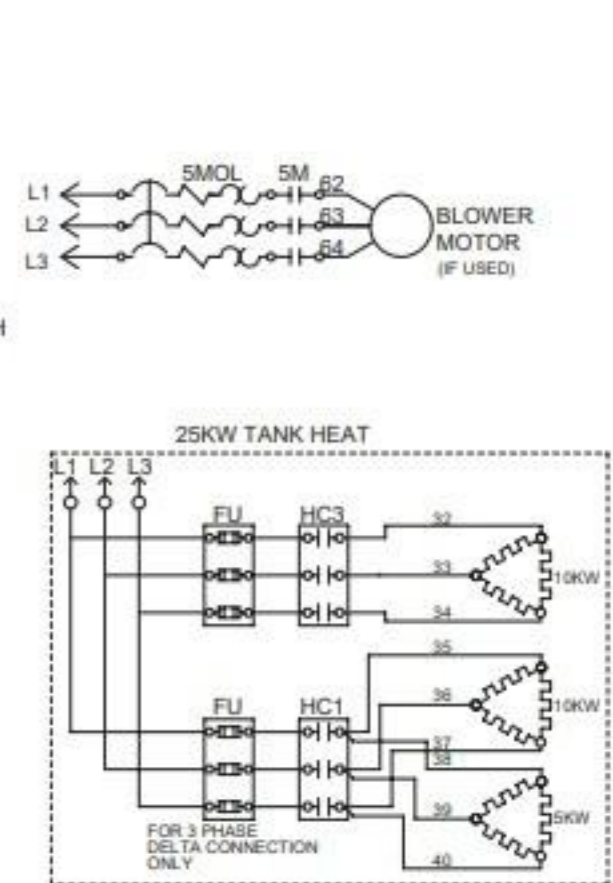 5MOL 5M 62
L1
L2 63 BLOWER
MOTOR
L3 64 (IF USED)
H
25KW TANK HEAT
L1 L2 L3
FU HC3 32
33 10KW
34
35
FU HC1 36 10KW
37
38
39 5KW
FOR 3 PHASE
DELTA CONNECTION
ONLY
40